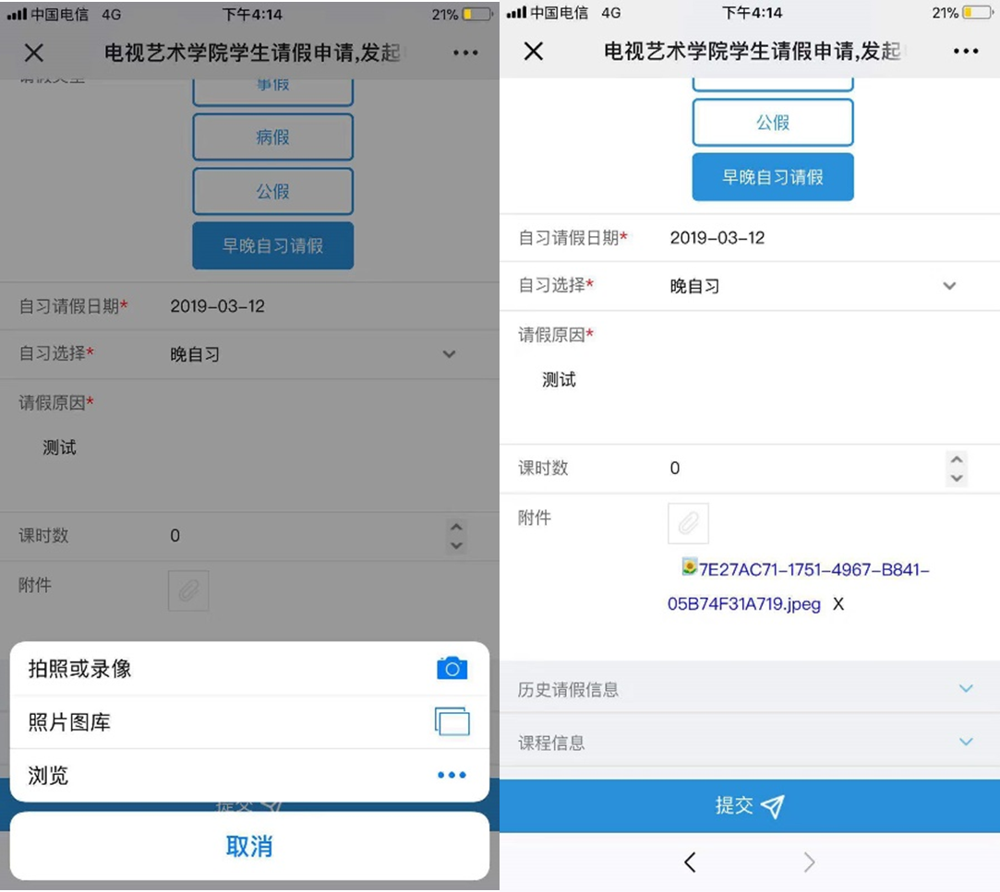 中国电信 4G 下午4:14 21%
电视艺术学院学生请假申请,发起
请假类型
事假
病假
公假
早晚自习请假
自习请假日期* 2019-03-12
自习选择* 晚自习
请假原因*
测试
课时数 0
附件
拍照或录像
照片图库
浏览
提交
取消
中国电信 4G 下午4:14 21%
电视艺术学院学生请假申请,发起
公假
早晚自习请假
自习请假日期* 2019-03-12
自习选择* 晚自习
请假原因*
测试
课时数 0
附件
7E27AC71-1751-4967-B841-
05B74F31A719.jpeg X
历史请假信息
课程信息
提交